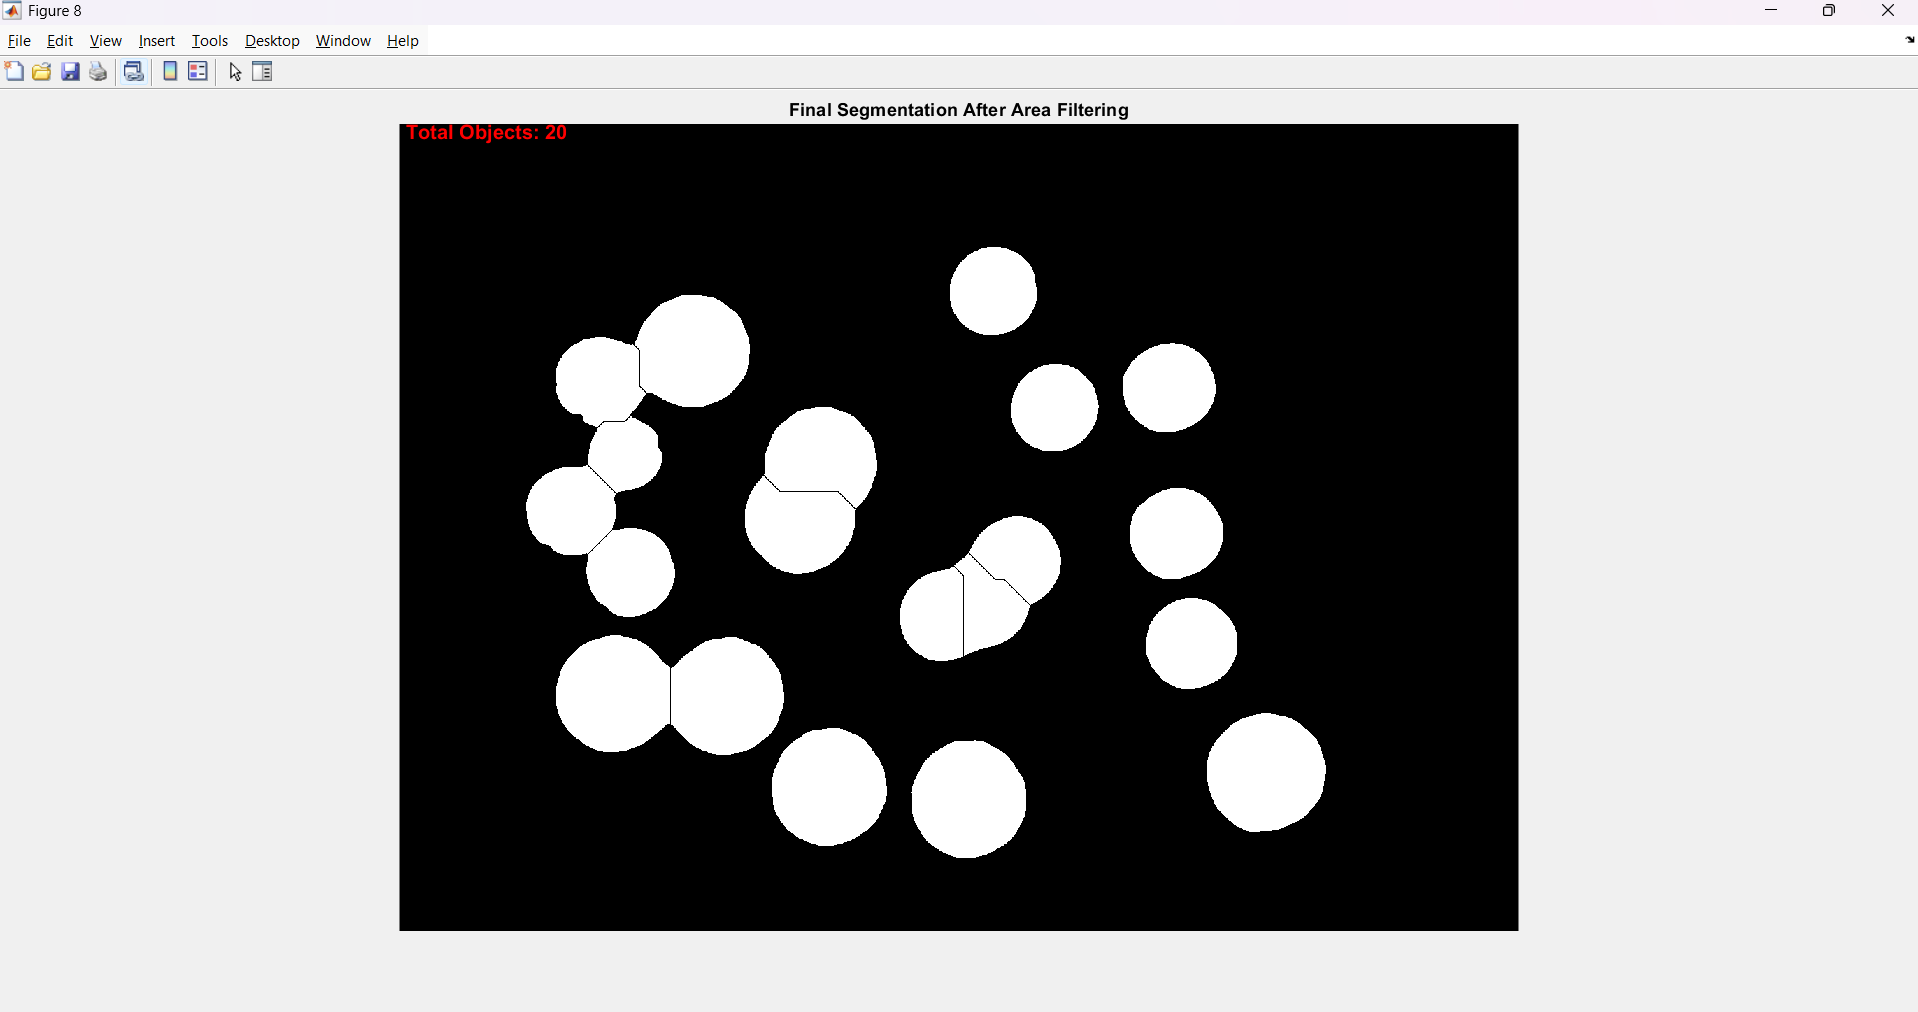 Figure 8
File Edit View Insert Tools Desktop Window Help
Final Segmentation After Area Filtering
Total Objects: 20